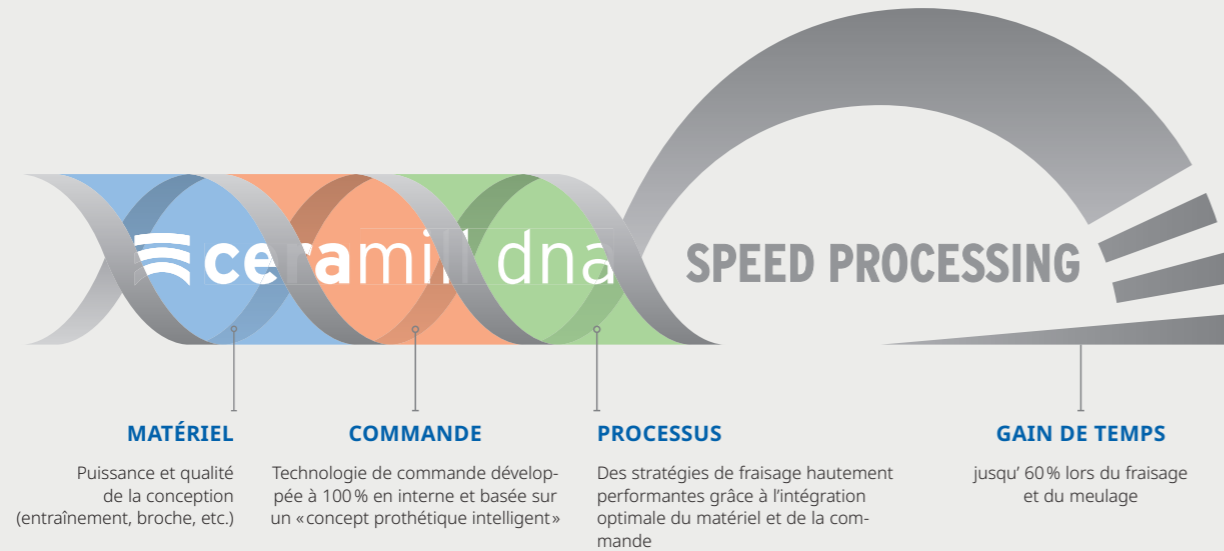 ceramill dna
SPEED PROCESSING
MATÉRIEL
Puissance et qualité
de la conception
(entraînement, broche, etc.)
COMMANDE
Technologie de commande dévelop-
pée à 100 % en interne et basée sur
un «concept prothétique intelligent»
PROCESSUS
Des stratégies de fraisage hautement
performantes grâce à l'intégration
optimale du matériel et de la com-
mande
GAIN DE TEMPS
jusqu' 60 % lors du fraisage
et du meulage